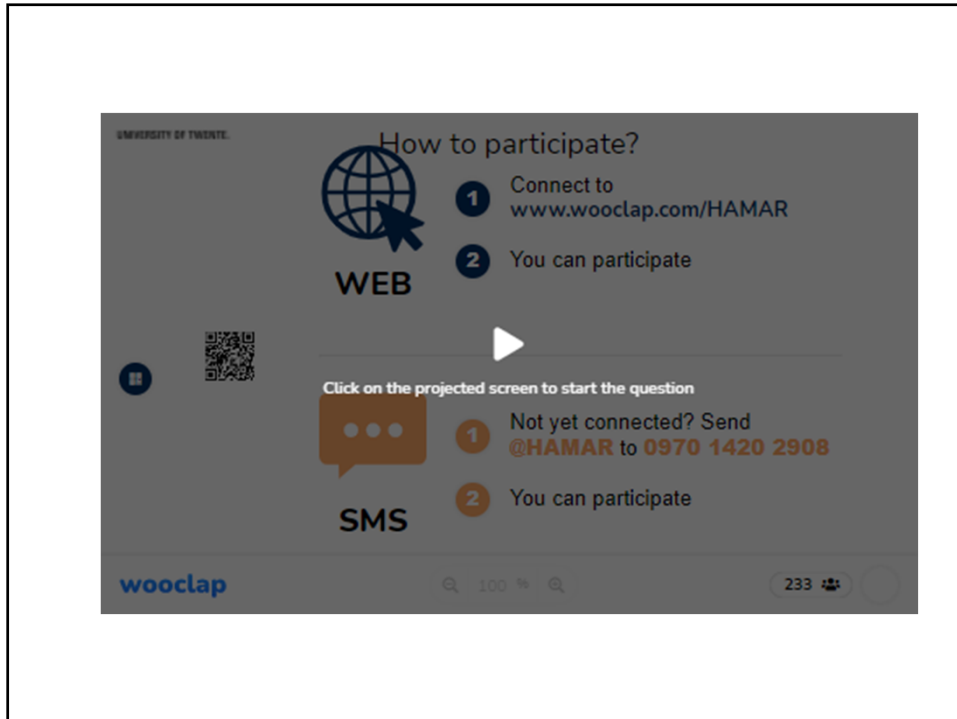 UNIVERSITY OF TWENTE.
How to participate?
1
Connect to
www.wooclap.com/HAMAR
2
You can participate
WEB
Click on the projected screen to start the question
1
Not yet connected? Send
@HAMAR to 0970 1420 2908
2
You can participate
SMS
wooclap
100 %
233